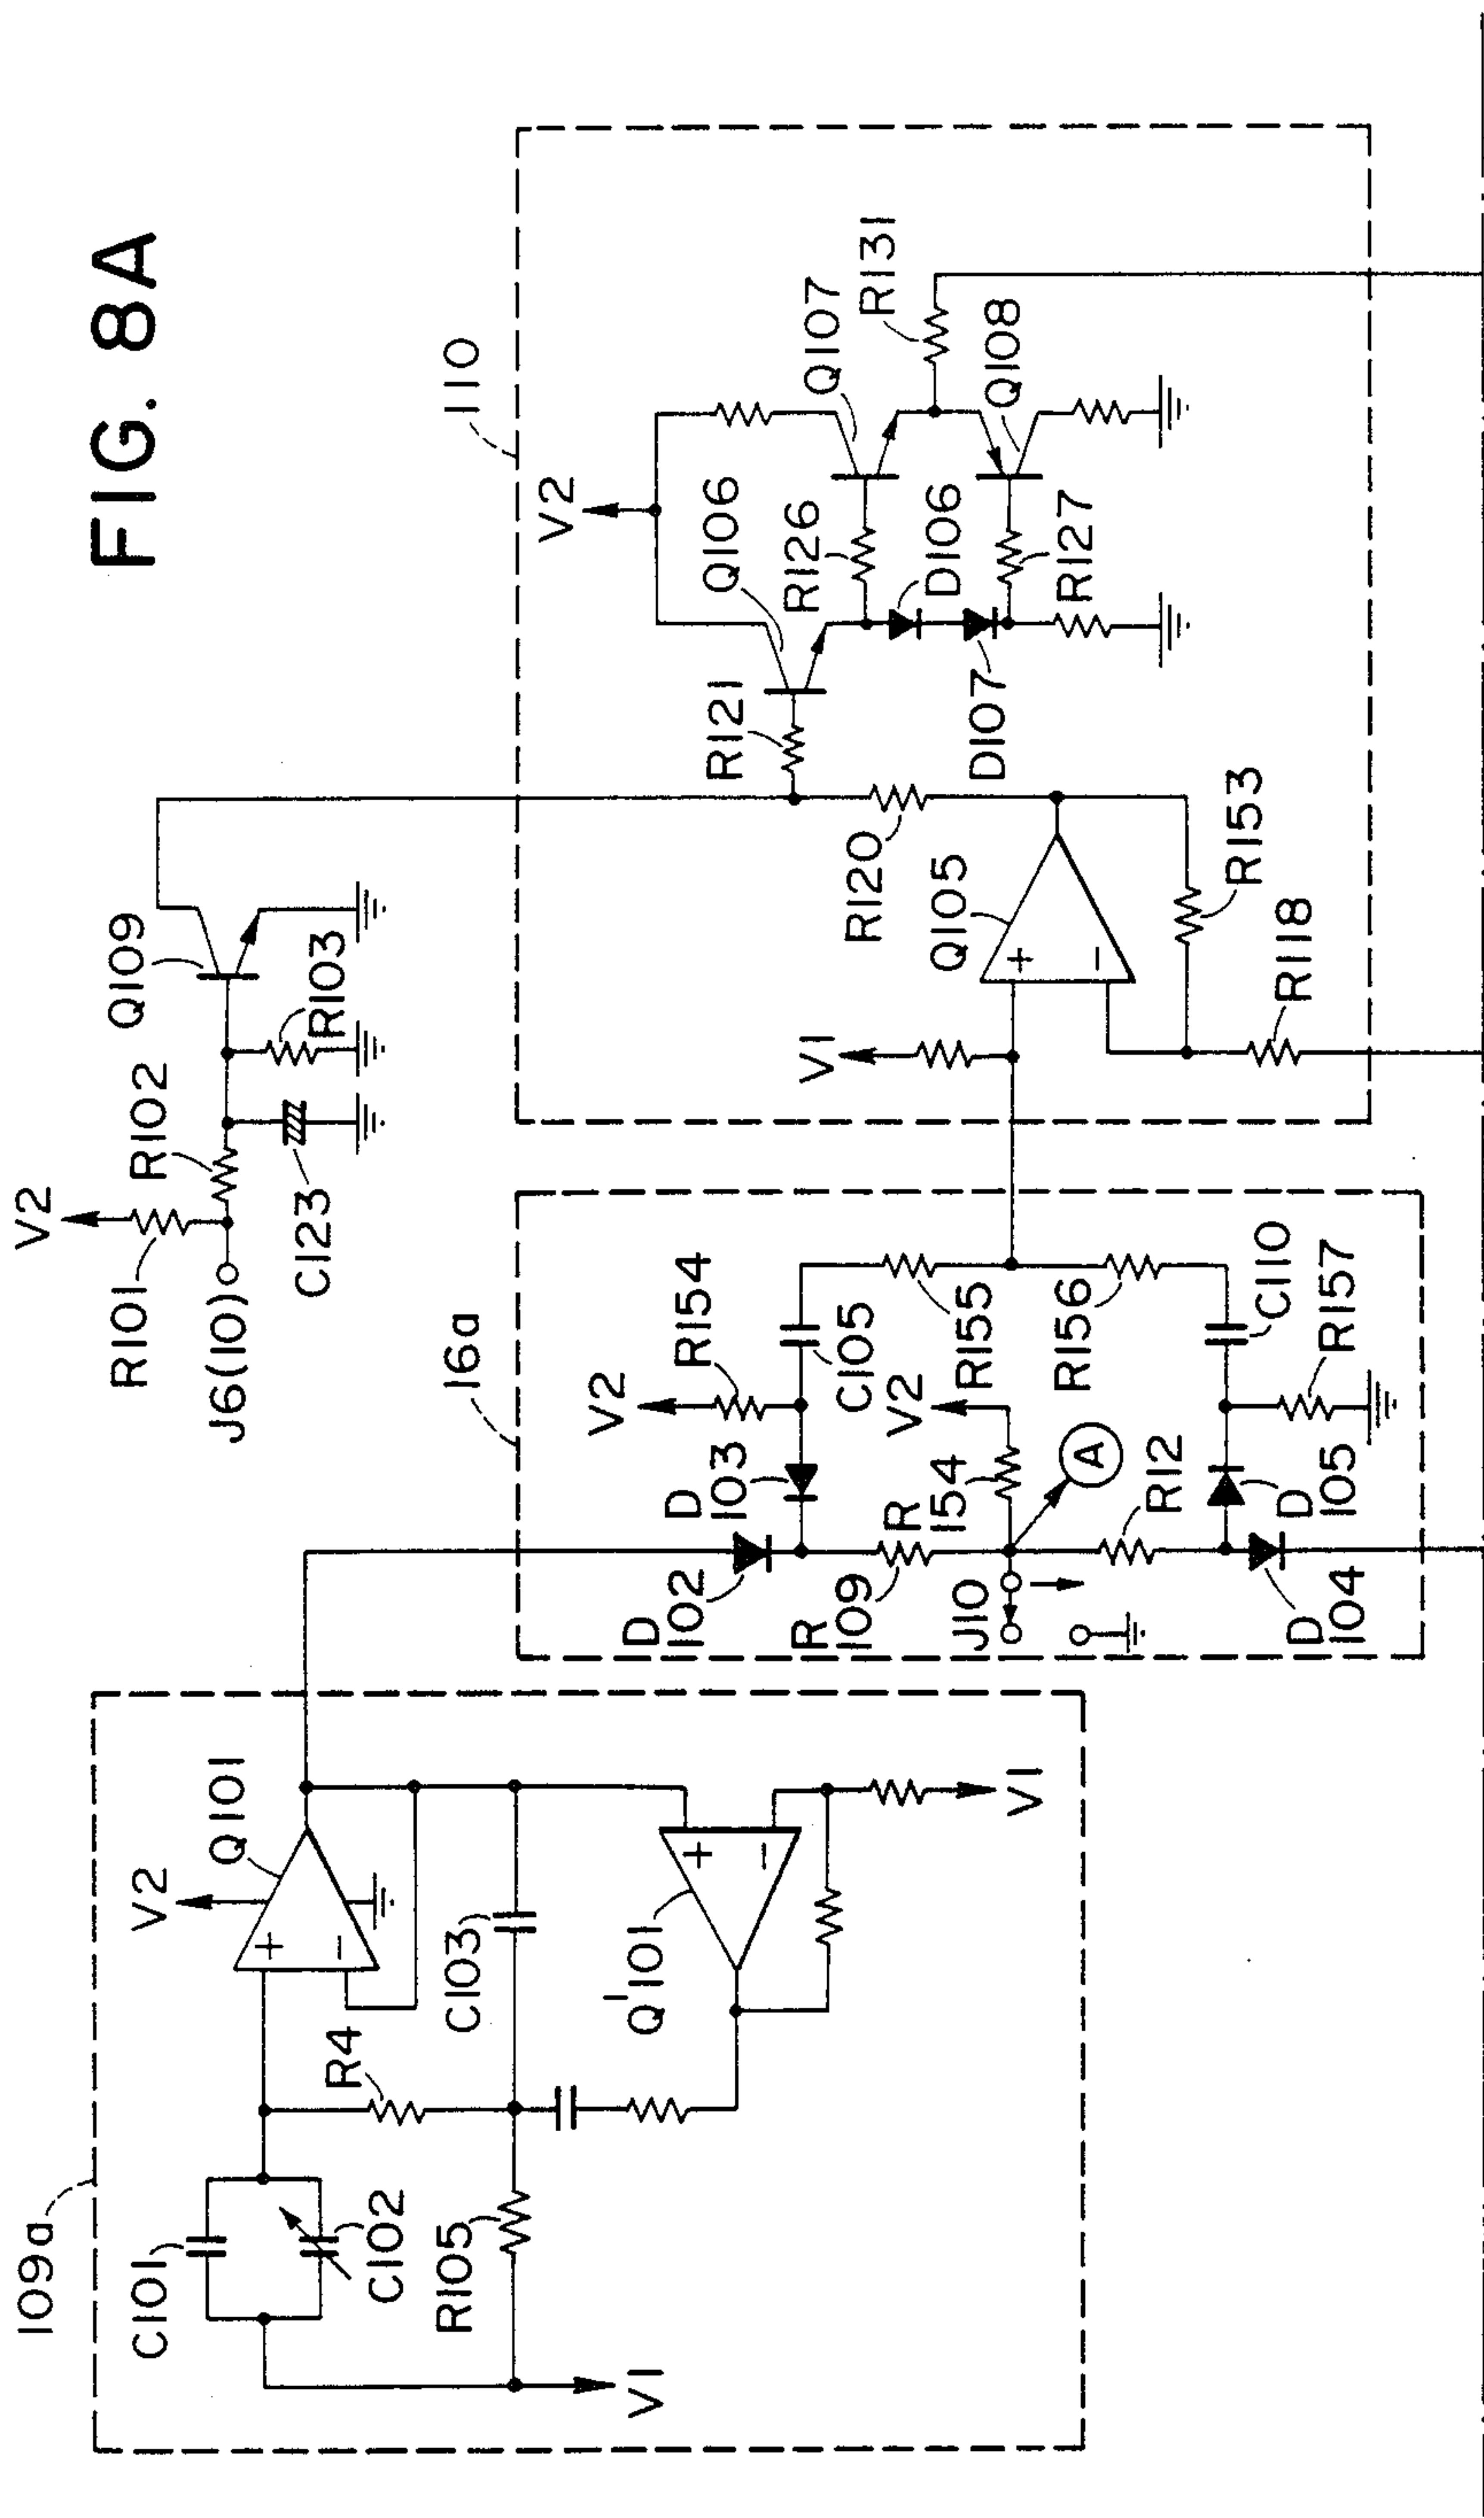 FIG. 8A
V2
R101
R102
Q109
J6(10)
C123
R103
109a
C101
C102
R105
V1
R4
V2
Q101
C103
Q'101
V1
16a
D
102
D
103
V2
R154
C105
R
109
R
154
V2
R155
J10
A
R12
R156
D
104
D
105
C110
R157
110
V1
Q105
+
−
R120
R121
R153
R118
V2
Q106
R126
D106
D107
R127
Q107
Q108
R131
+
−
+
−